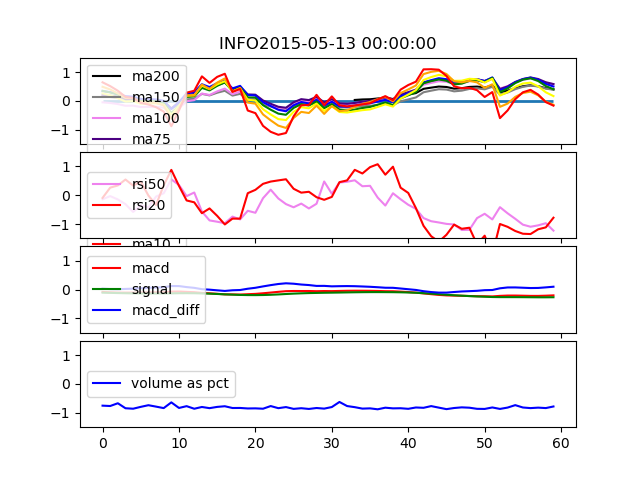 INFO2015-05-13 00:00:00
1
0
−1
ma200
ma150
ma100
ma75
1
0
−1
rsi50
rsi20
ma10
1
0
−1
macd
signal
macd_diff
1
0
−1
volume as pct
0 10 20 30 40 50 60